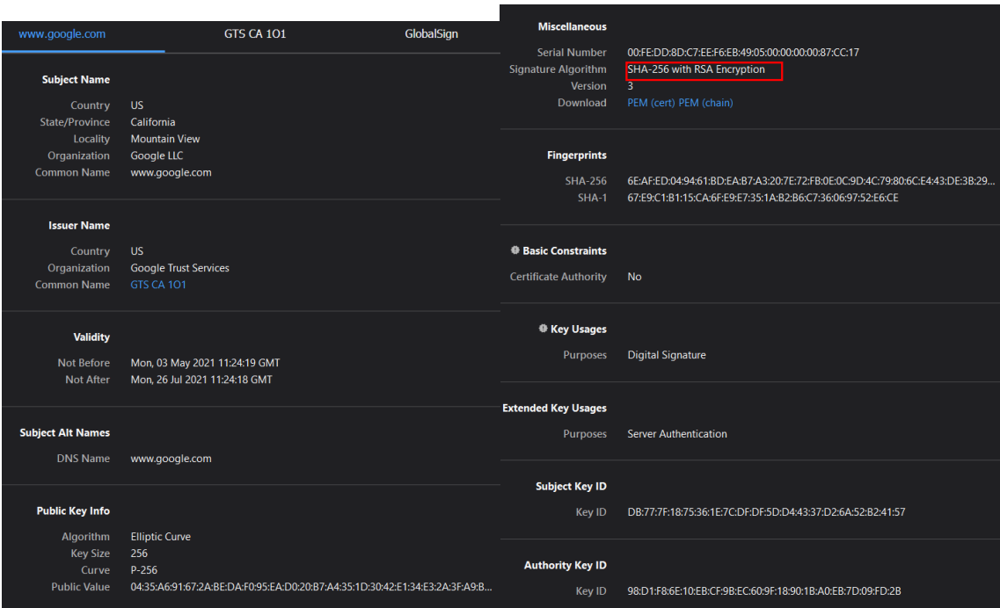 www.google.com GTS CA 1O1 GlobalSign
Subject Name
Country US
State/Province California
Locality Mountain View
Organization Google LLC
Common Name www.google.com
Issuer Name
Country US
Organization Google Trust Services
Common Name GTS CA 1O1
Validity
Not Before Mon, 03 May 2021 11:24:19 GMT
Not After Mon, 26 Jul 2021 11:24:18 GMT
Subject Alt Names
DNS Name www.google.com
Public Key Info
Algorithm Elliptic Curve
Key Size 256
Curve P-256
Public Value 04:35:A6:91:67:2A:BE:DA:F0:95:EA:D0:20:B7:A4:35:1D:30:42:E1:34:E3:2A:3F:A9:B...
Miscellaneous
Serial Number 00:FE:DD:8D:C7:EE:F6:EB:49:05:00:00:00:00:87:CC:17
Signature Algorithm SHA-256 with RSA Encryption
Version 3
Download PEM (cert) PEM (chain)
Fingerprints
SHA-256 6E:AF:ED:04:94:61:BD:EA:B7:A3:20:7E:72:FB:0E:0C:9D:4C:79:80:6C:E4:43:DE:3B:29...
SHA-1 67:E9:C1:B1:15:CA:6F:E9:E7:35:1A:B2:B6:C7:36:06:97:52:E6:CE
Basic Constraints
Certificate Authority No
Key Usages
Purposes Digital Signature
Extended Key Usages
Purposes Server Authentication
Subject Key ID
Key ID DB:77:7F:18:75:36:1E:7C:DF:DF:5D:D4:43:37:D2:6A:52:B2:41:57
Authority Key ID
Key ID 98:D1:F8:6E:10:EB:CF:9B:EC:60:9F:18:90:1B:A0:EB:7D:09:FD:2B